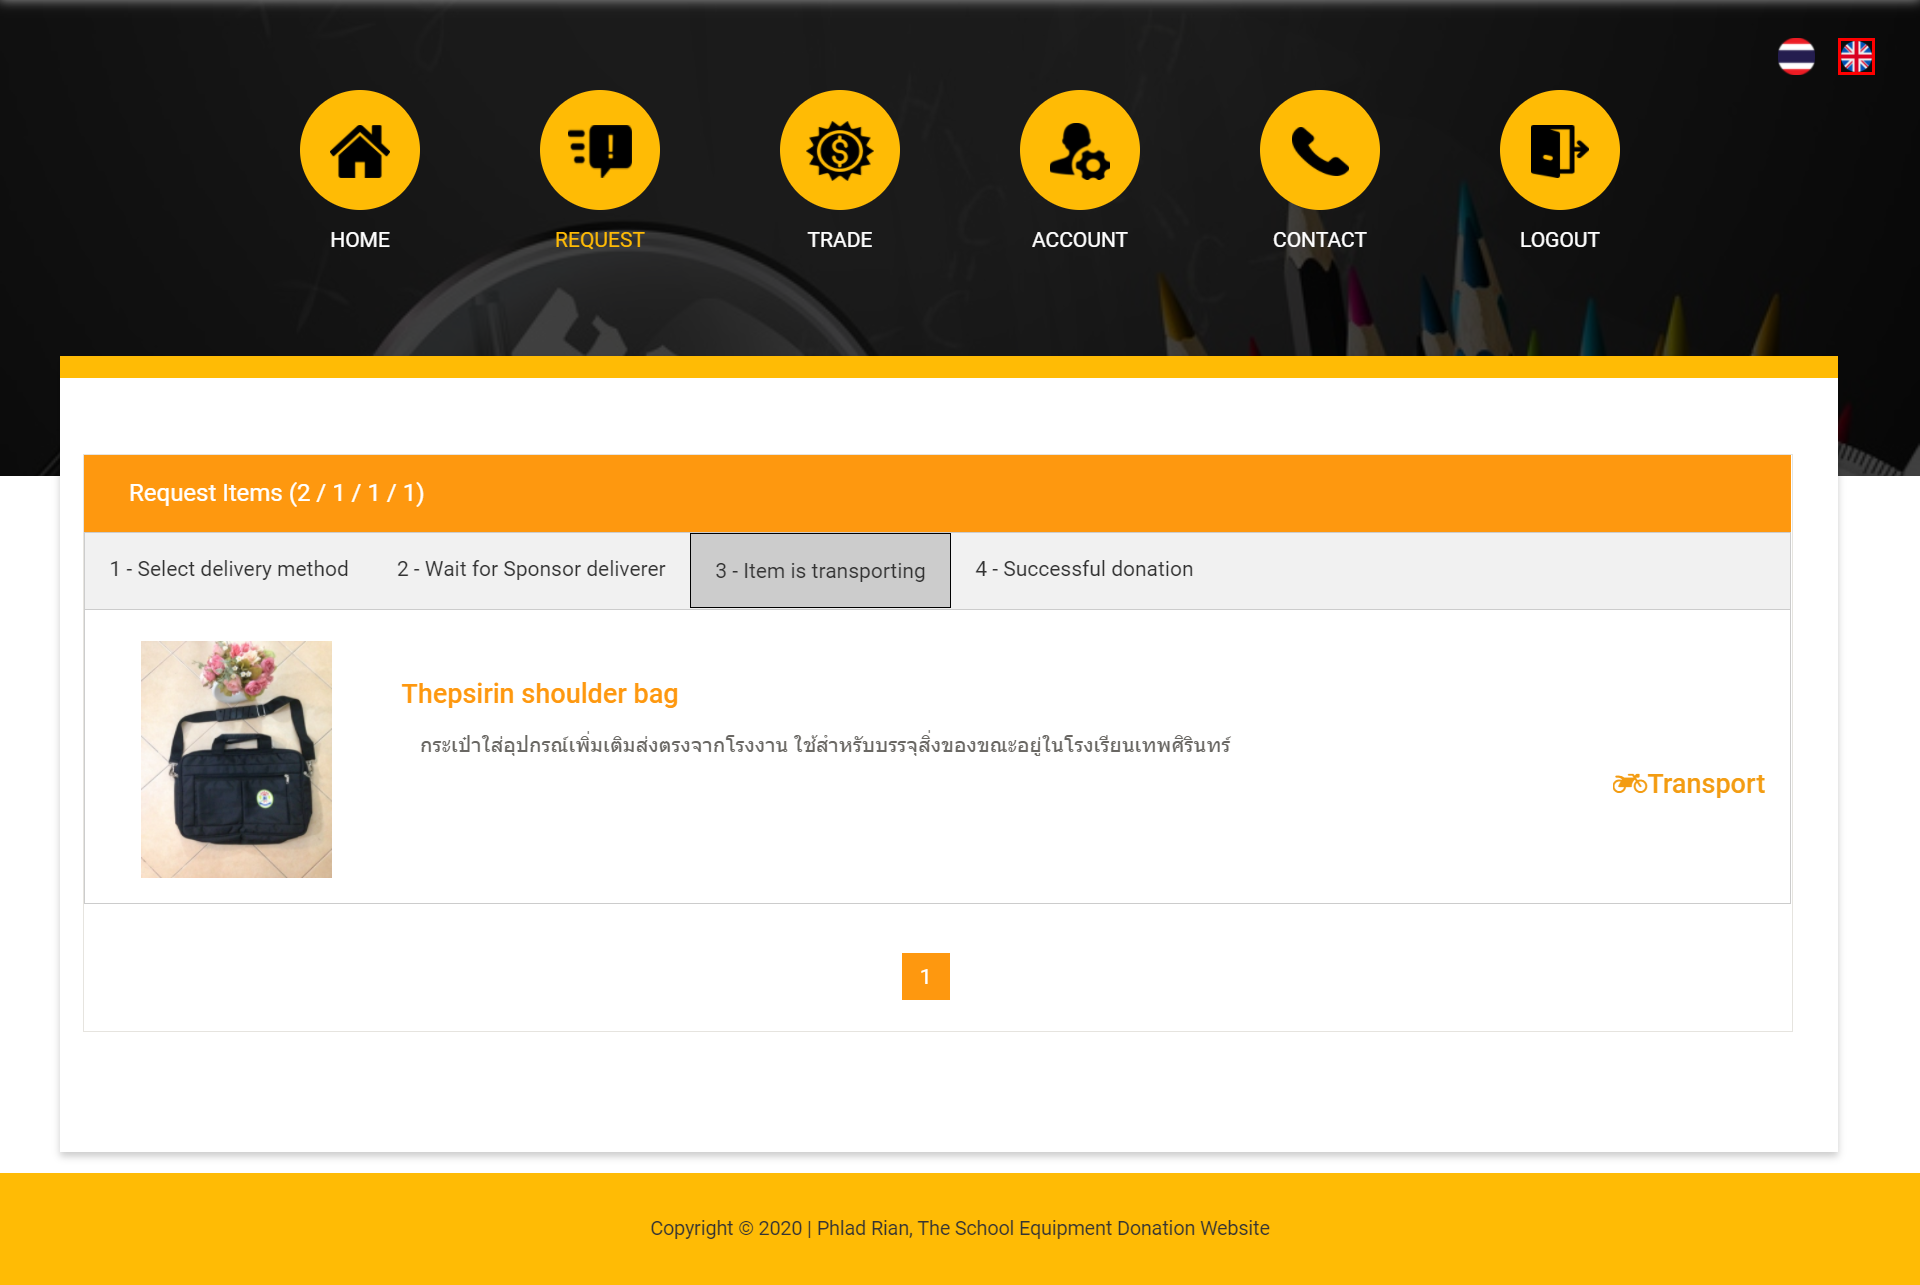 HOME
REQUEST
TRADE
ACCOUNT
CONTACT
LOGOUT
Request Items (2 / 1 / 1 / 1)
1 - Select delivery method
2 - Wait for Sponsor deliverer
3 - Item is transporting
4 - Successful donation
Thepsirin shoulder bag
กระเป๋าใส่อุปกรณ์เพิ่มเติมส่งตรงจากโรงงาน ใช้สำหรับบรรจุสิ่งของขณะอยู่ในโรงเรียนเทพศิรินทร์
Transport
1
Copyright © 2020 | Phlad Rian, The School Equipment Donation Website